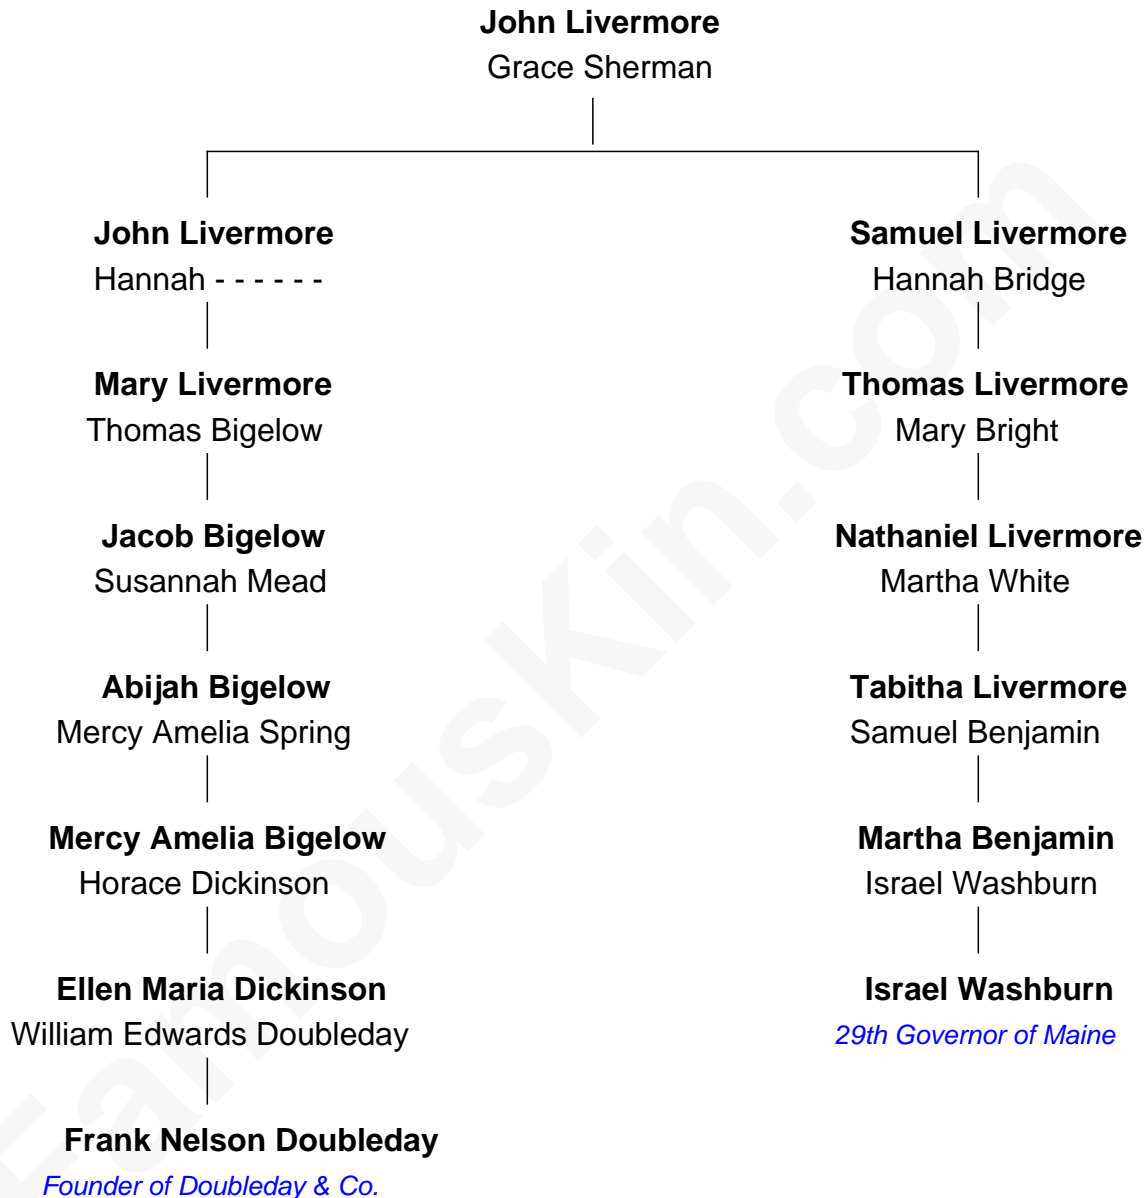 John Livermore
Grace Sherman
John Livermore
Hannah - - - - - -
Mary Livermore
Thomas Bigelow
Jacob Bigelow
Susannah Mead
Abijah Bigelow
Mercy Amelia Spring
Mercy Amelia Bigelow
Horace Dickinson
Ellen Maria Dickinson
William Edwards Doubleday
Frank Nelson Doubleday
Founder of Doubleday & Co.
Samuel Livermore
Hannah Bridge
Thomas Livermore
Mary Bright
Nathaniel Livermore
Martha White
Tabitha Livermore
Samuel Benjamin
Martha Benjamin
Israel Washburn
Israel Washburn
29th Governor of Maine
FamousKin.com